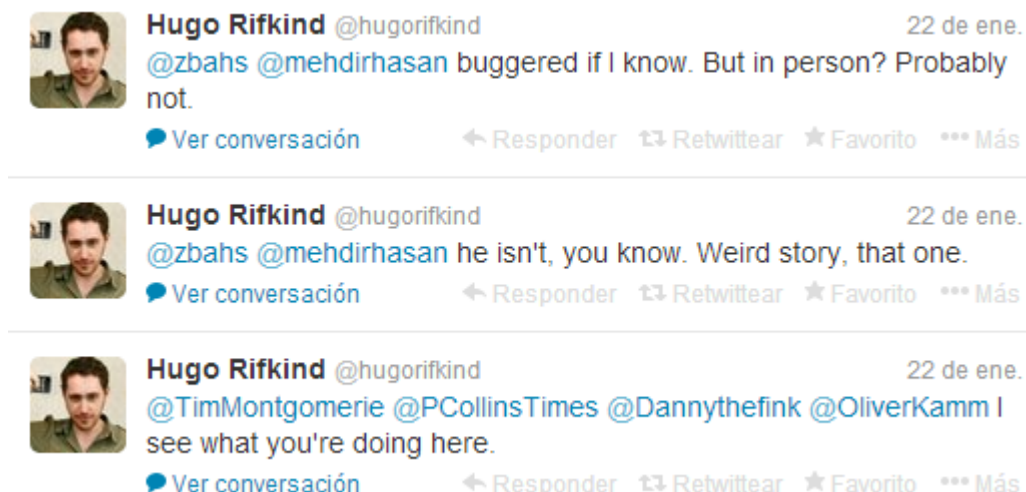 Hugo Rifkind @hugorifkind 22 de ene.
@zbahs @mehdirhasan buggered if I know. But in person? Probably
not.
Ver conversación Responder Retwittear Favorito Más
Hugo Rifkind @hugorifkind 22 de ene.
@zbahs @mehdirhasan he isn't, you know. Weird story, that one.
Ver conversación Responder Retwittear Favorito Más
Hugo Rifkind @hugorifkind 22 de ene.
@TimMontgomerie @PCollinsTimes @Dannythefink @OliverKamm I
see what you're doing here.
Ver conversación Responder Retwittear Favorito Más